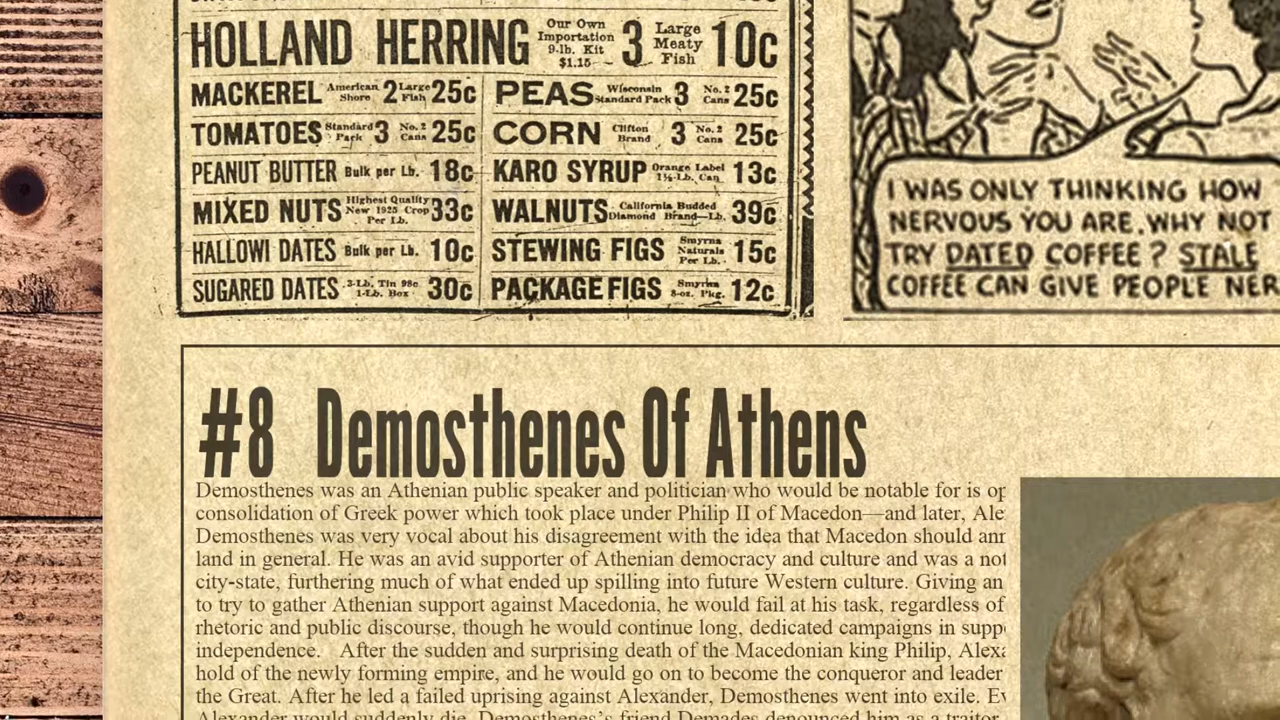 HOLLAND HERRING Our Own Importation 9-lb. Kit $1.15 3 Large Meaty Fish 10c
MACKEREL American Shore 2 Large Fish 25c
PEAS Wisconsin Standard Pack 3 No. 2 Cans 25c
TOMATOES Standard Pack 3 No. 2 Cans 25c
CORN Clifton Brand 3 No. 2 Cans 25c
PEANUT BUTTER Bulk per Lb. 18c
KARO SYRUP Orange Label 1½-Lb. Can 13c
MIXED NUTS Highest Quality New 1925 Crop Per Lb. 33c
WALNUTS California Budded Diamond Brand—Lb. 39c
HALLOWI DATES Bulk per Lb. 10c
STEWING FIGS Smyrna Naturals Per Lb. 15c
SUGARED DATES 3-Lb. Tin 98c 1-Lb. Box 30c
PACKAGE FIGS Smyrna 8-oz. Pkg. 12c
I WAS ONLY THINKING HOW
NERVOUS YOU ARE. WHY NOT
TRY DATED COFFEE? STALE
COFFEE CAN GIVE PEOPLE NER
#8 Demosthenes Of Athens
Demosthenes was an Athenian public speaker and politician who would be notable for is op
consolidation of Greek power which took place under Philip II of Macedon—and later, Ale
Demosthenes was very vocal about his disagreement with the idea that Macedon should ann
land in general. He was an avid supporter of Athenian democracy and culture and was a not
city-state, furthering much of what ended up spilling into future Western culture. Giving an
to try to gather Athenian support against Macedonia, he would fail at his task, regardless of
rhetoric and public discourse, though he would continue long, dedicated campaigns in supp
independence. After the sudden and surprising death of the Macedonian king Philip, Alexa
hold of the newly forming empire, and he would go on to become the conqueror and leader
the Great. After he led a failed uprising against Alexander, Demosthenes went into exile. Ev
Alexander would suddenly die, Demosthenes's friend Demades denounced him as a traitor